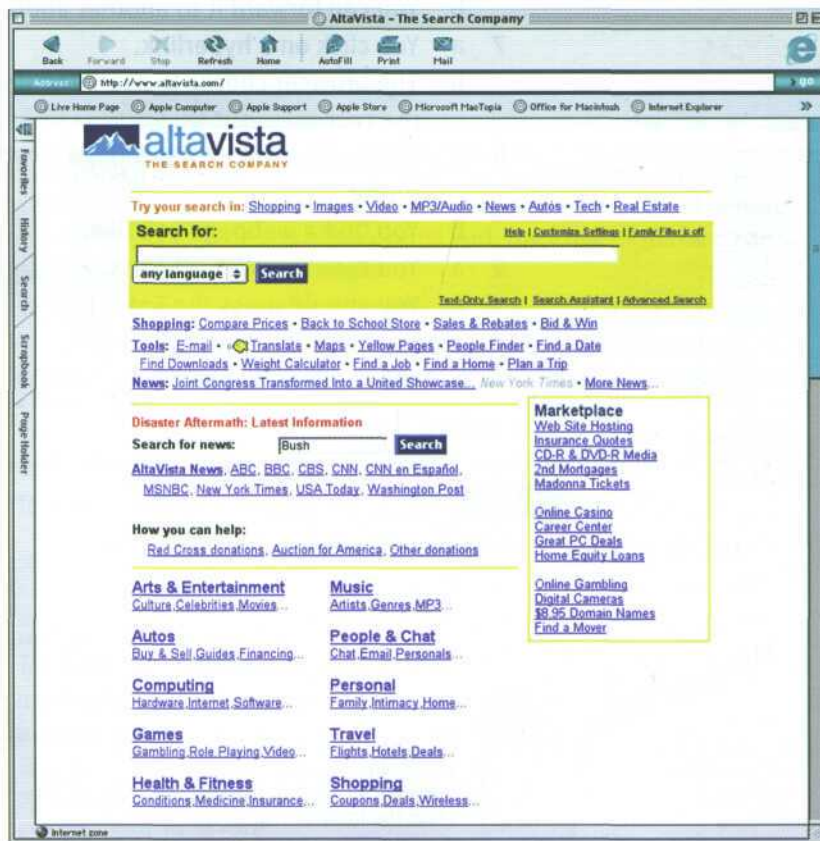 AltaVista - The Search Company
Back Forward Stop Refresh Home AutoFill Print Mail
Address http://www.altavista.com/ go
Live Home Page Apple Computer Apple Support Apple Store Microsoft MacTopia Office for Macintosh Internet Explorer
Favorites
History
Search
Scrapbook
Page Holder
altavista
THE SEARCH COMPANY
Try your search in: Shopping • Images • Video • MP3/Audio • News • Autos • Tech • Real Estate
Search for: Help | Customize Settings | Family Filter is off
any language Search
Text-Only Search | Search Assistant | Advanced Search
Shopping: Compare Prices • Back to School Store • Sales & Rebates • Bid & Win
Tools: E-mail • Translate • Maps • Yellow Pages • People Finder • Find a Date
Find Downloads • Weight Calculator • Find a Job • Find a Home • Plan a Trip
News: Joint Congress Transformed Into a United Showcase... New York Times • More News...
Disaster Aftermath: Latest Information
Search for news: Bush Search
AltaVista News, ABC, BBC, CBS, CNN, CNN en Español,
MSNBC, New York Times, USA Today, Washington Post
How you can help:
Red Cross donations, Auction for America, Other donations
Marketplace
Web Site Hosting
Insurance Quotes
CD-R & DVD-R Media
2nd Mortgages
Madonna Tickets
Online Casino
Career Center
Great PC Deals
Home Equity Loans
Online Gambling
Digital Cameras
$8.95 Domain Names
Find a Mover
Arts & Entertainment
Culture,Celebrities,Movies...
Music
Artists,Genres,MP3...
Autos
Buy & Sell,Guides,Financing...
People & Chat
Chat,Email,Personals...
Computing
Hardware,Internet,Software...
Personal
Family,Intimacy,Home...
Games
Gambling,Role Playing,Video...
Travel
Flights,Hotels,Deals...
Health & Fitness
Conditions,Medicine,Insurance...
Shopping
Coupons,Deals,Wireless...
Internet zone